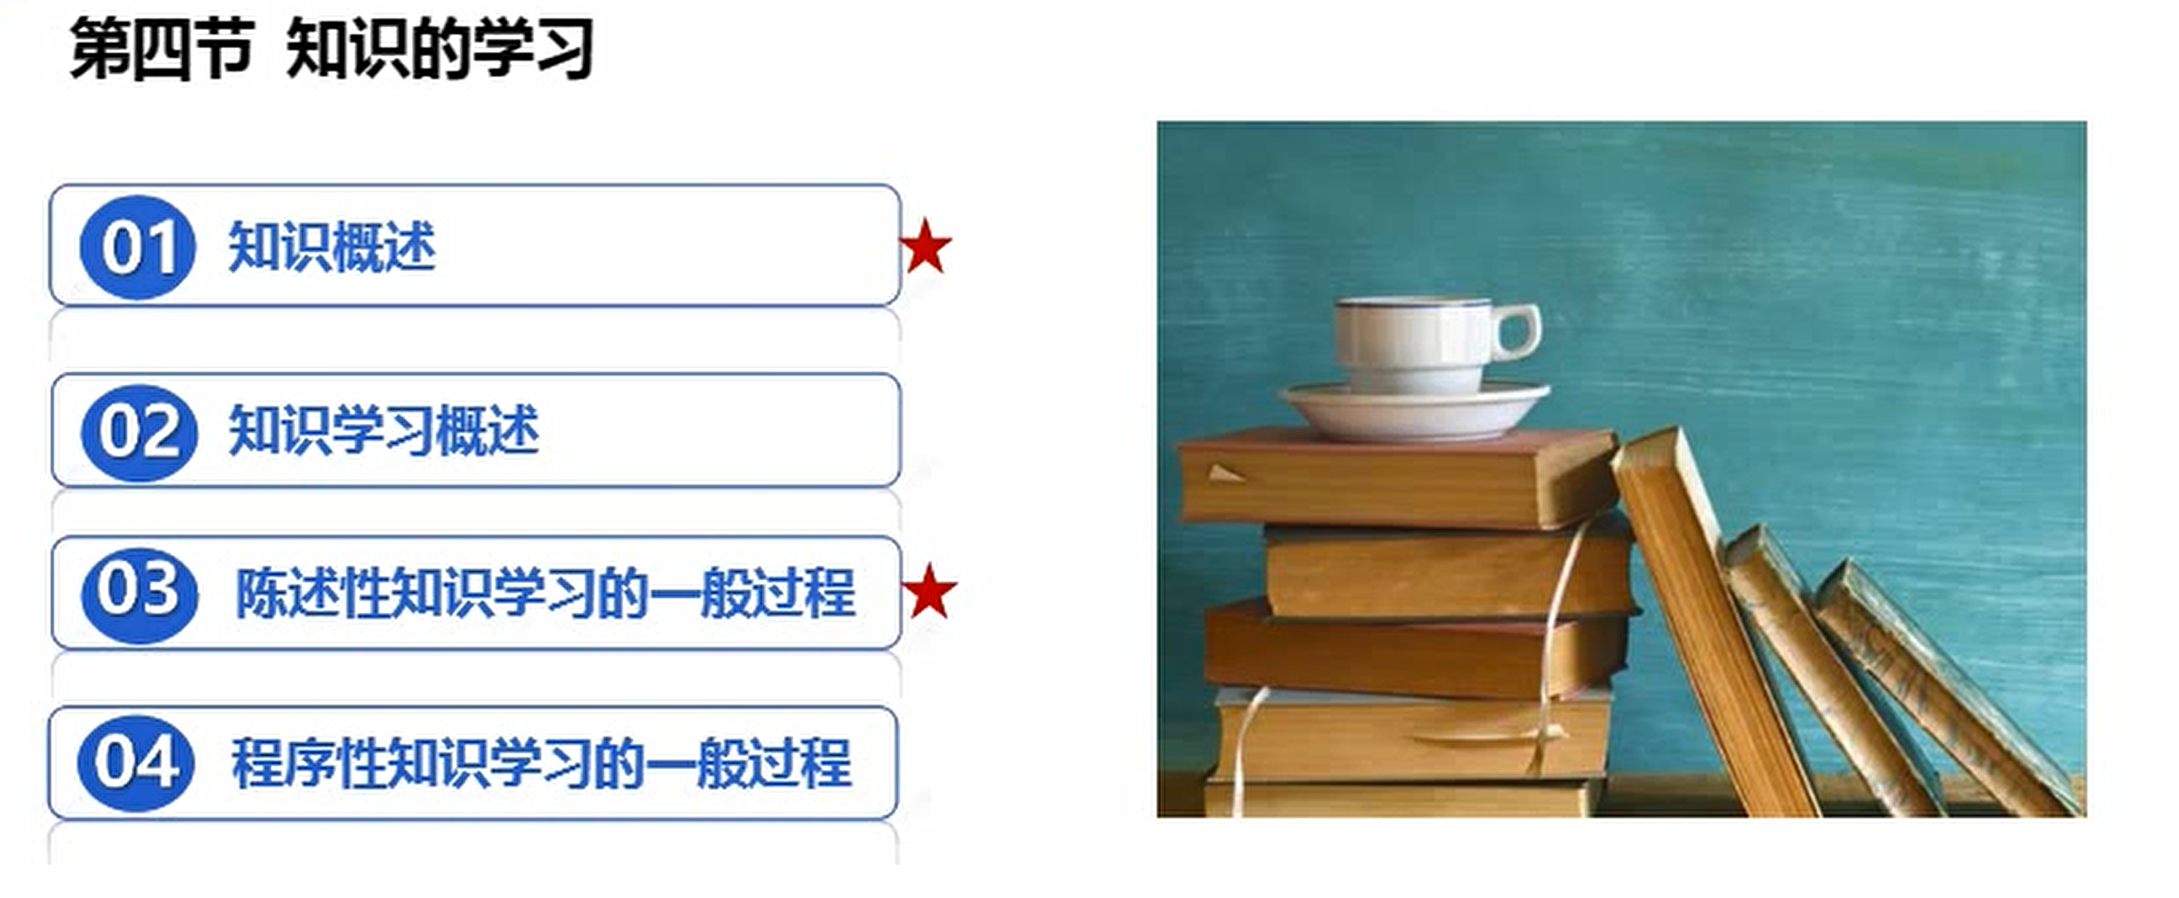 第四节 知识的学习
01 知识概述
02 知识学习概述
03 陈述性知识学习的一般过程
04 程序性知识学习的一般过程